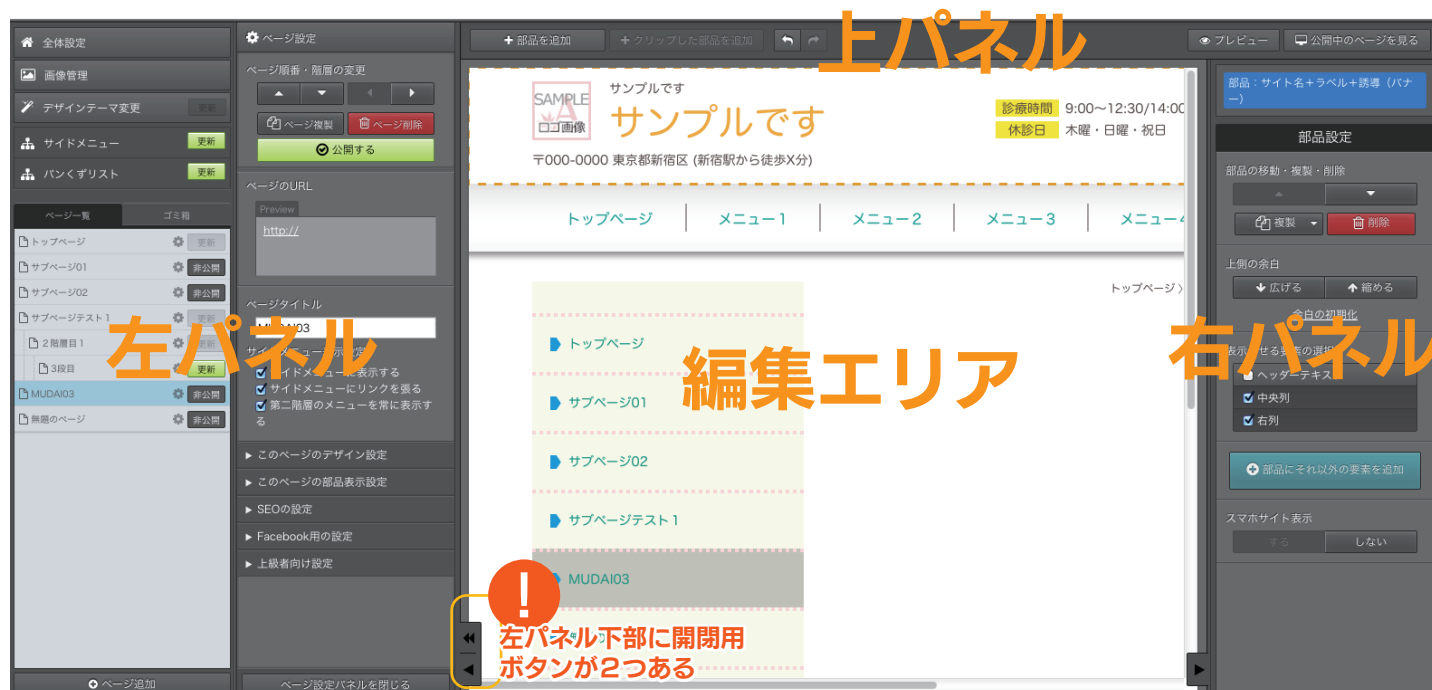 全体設定
画像管理
デザインテーマ変更
更新
サイドメニュー
更新
パンくずリスト
更新
ページ一覧
ゴミ箱
トップページ
更新
サブページ01
非公開
サブページ02
非公開
サブページテスト1
更新
2階層目1
更新
3段目
更新
MUDAI03
非公開
無題のページ
非公開
ページ追加
左パネル
ページ設定
ページ順番・階層の変更
ページ複製
ページ削除
公開する
ページのURL
Preview
http://
ページタイトル
サイドメニューに表示する
サイドメニューにリンクを張る
第二階層のメニューを常に表示す
る
このページのデザイン設定
このページの部品表示設定
SEOの設定
Facebook用の設定
上級者向け設定
ページ設定パネルを閉じる
部品を追加
クリップした部品を追加
上パネル
プレビュー
公開中のページを見る
SAMPLE
ロゴ画像
サンプルです
サンプルです
診療時間 9:00〜12:30/14:00
休診日 木曜・日曜・祝日
〒000-0000 東京都新宿区 (新宿駅から徒歩X分)
トップページ
メニュー1
メニュー2
メニュー3
メニュー4
トップページ 〉
トップページ
サブページ01
サブページ02
サブページテスト1
MUDAI03
編集エリア
!
左パネル下部に開閉用
ボタンが2つある
部品：サイト名＋ラベル＋誘導（バナ
ー）
部品設定
部品の移動・複製・削除
複製
削除
上側の余白
広げる
縮める
余白の初期化
右パネル
ヘッダーテキス
中央列
右列
部品にそれ以外の要素を追加
スマホサイト表示
する
しない